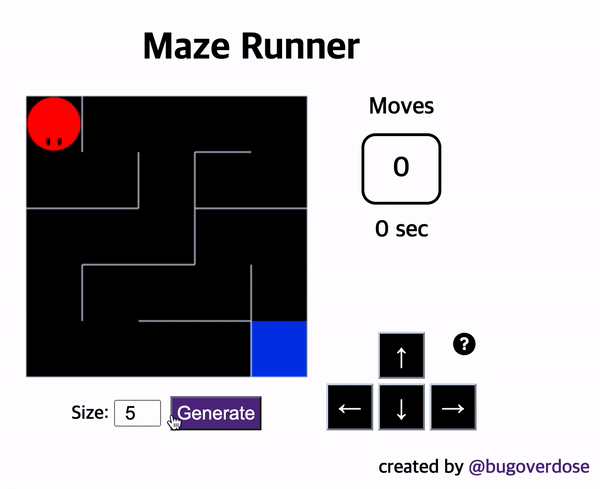 Maze Runner
Moves
0
0 sec
?
↑
← ↓ →
Size: 5 Generate
created by @bugoverdose